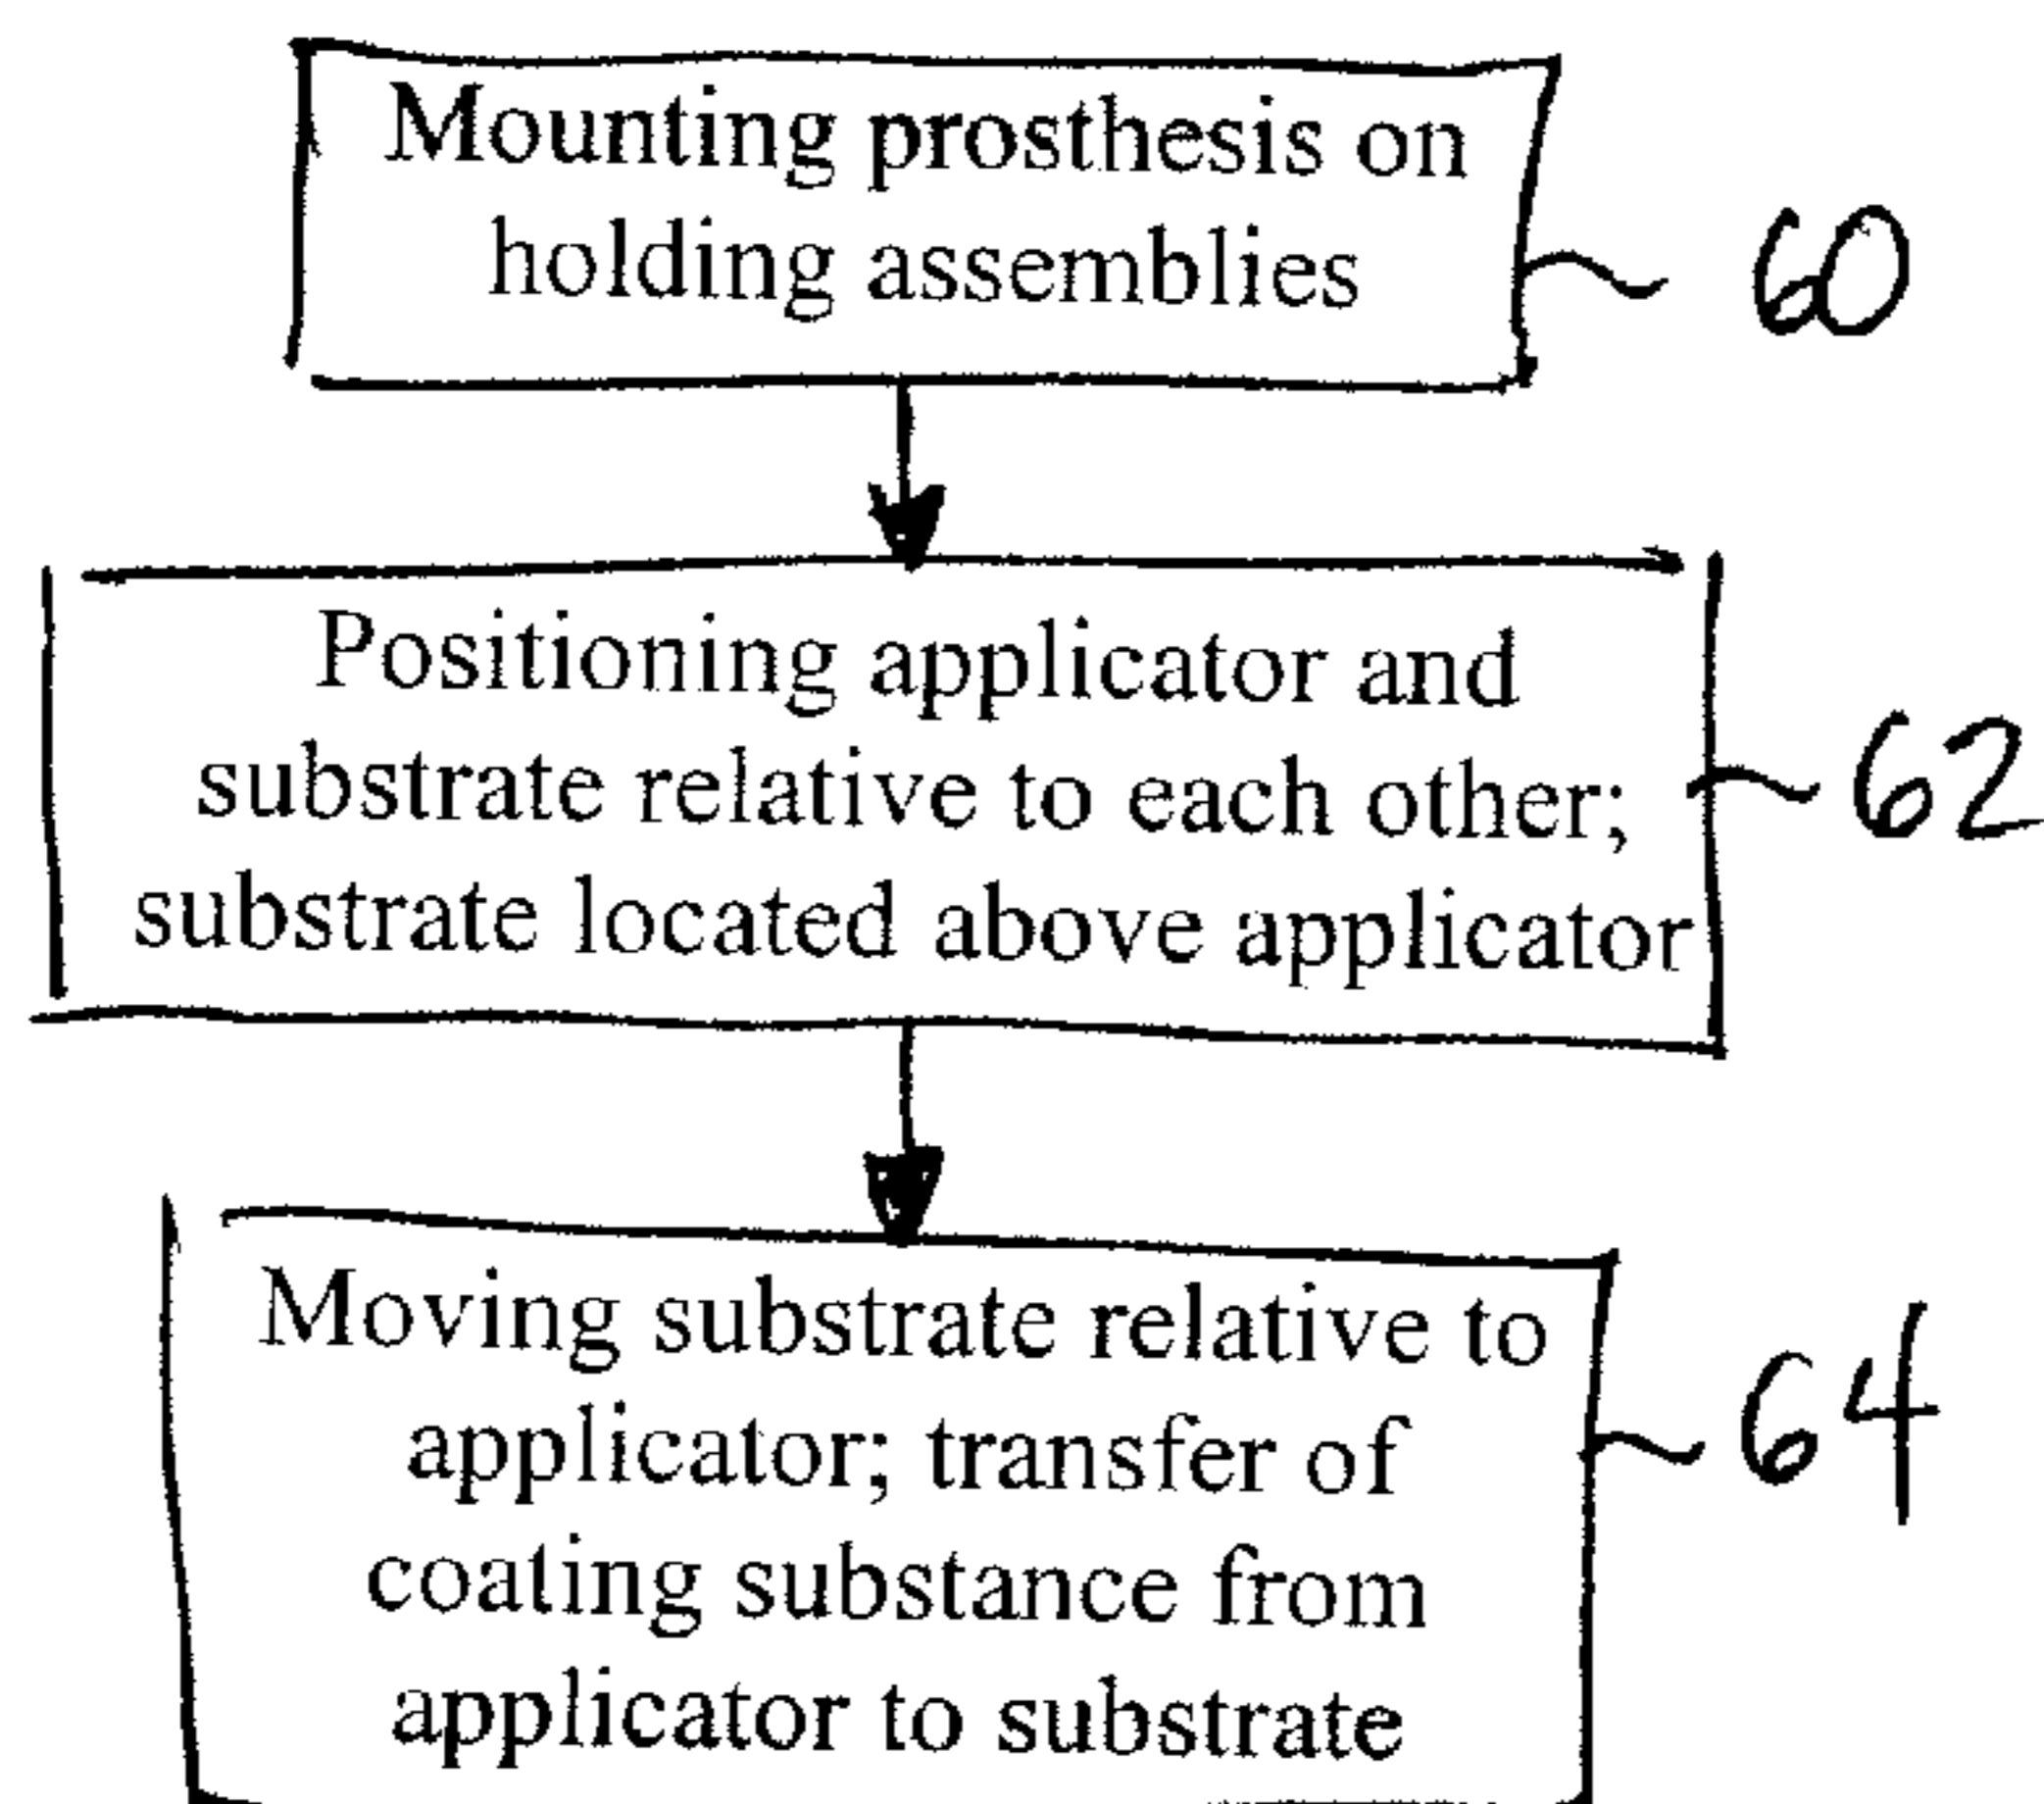 Mounting prosthesis on
holding assemblies
60
Positioning applicator and
substrate relative to each other;
substrate located above applicator
62
Moving substrate relative to
applicator; transfer of
coating substance from
applicator to substrate
64